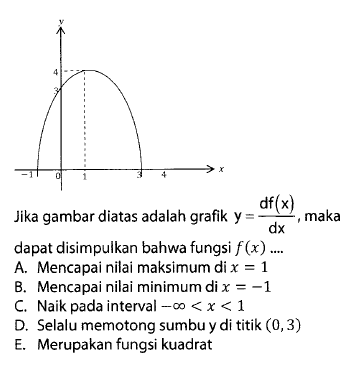 y
4
3
-1 0 1 3 4 x
Jika gambar diatas adalah grafik y = df(x)/dx, maka
dapat disimpulkan bahwa fungsi f(x) ....
A. Mencapai nilai maksimum di x = 1
B. Mencapai nilai minimum di x = −1
C. Naik pada interval −∞ < x < 1
D. Selalu memotong sumbu y di titik (0, 3)
E. Merupakan fungsi kuadrat